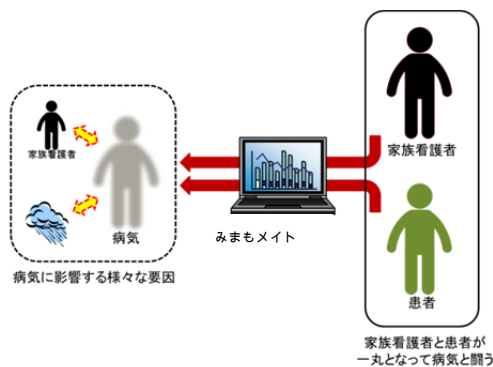 家族看護者
病気
病気に影響する様々な要因
みまもメイト
家族看護者
患者
家族看護者と患者が
一丸となって病気と闘う